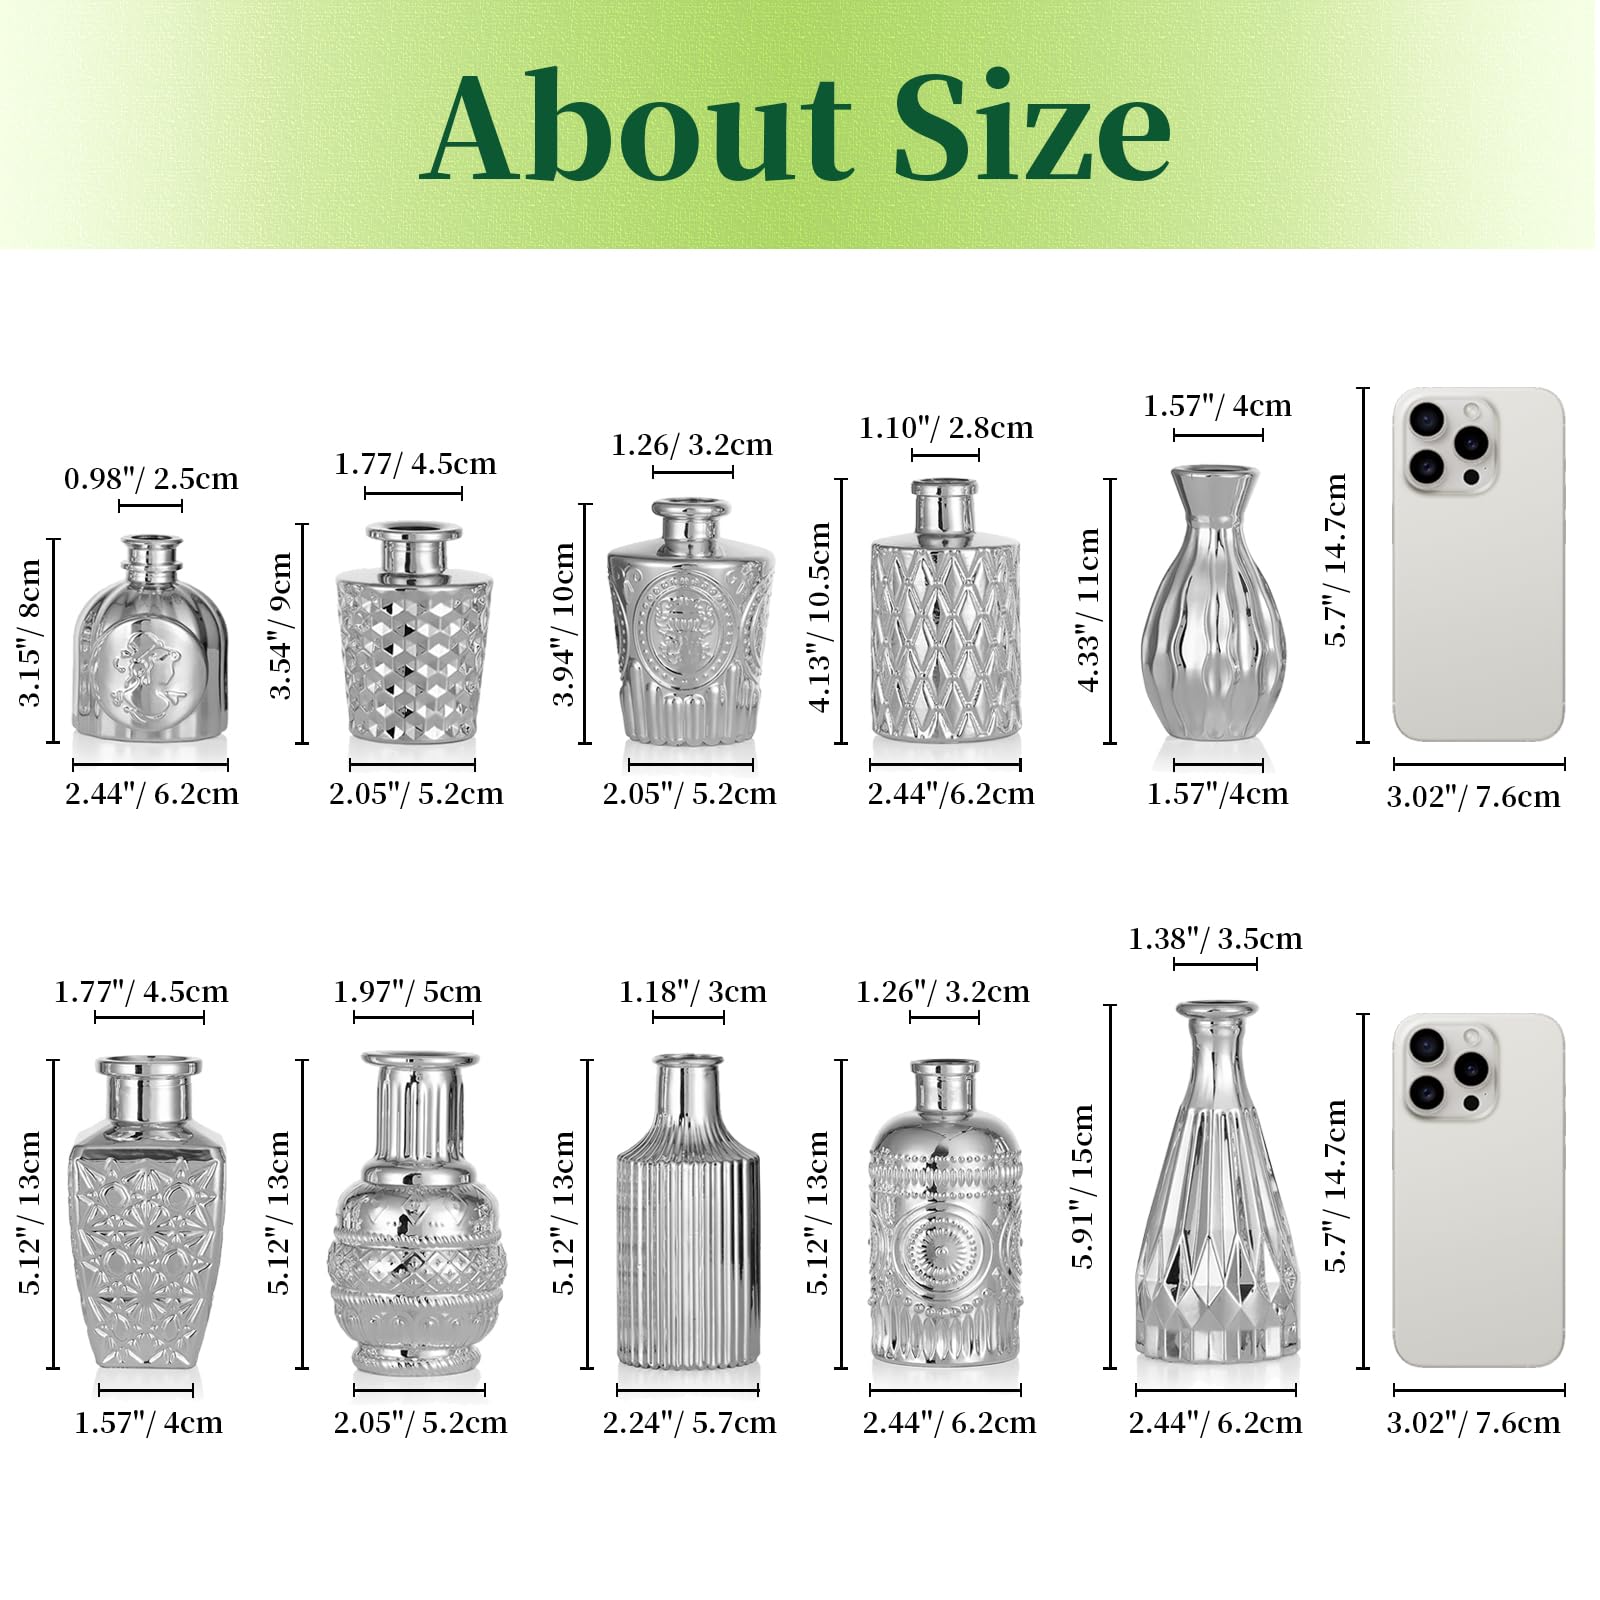 About Size
0.98"/ 2.5cm
1.77/ 4.5cm
1.26/ 3.2cm
1.10"/ 2.8cm
1.57"/ 4cm
3.15"/ 8cm
3.54"/ 9cm
3.94"/ 10cm
4.13"/ 10.5cm
4.33"/ 11cm
5.7"/ 14.7cm
2.44"/ 6.2cm
2.05"/ 5.2cm
2.05"/ 5.2cm
2.44"/6.2cm
1.57"/4cm
3.02"/ 7.6cm
1.77"/ 4.5cm
1.97"/ 5cm
1.18"/ 3cm
1.26"/ 3.2cm
1.38"/ 3.5cm
5.12"/ 13cm
5.12"/ 13cm
5.12"/ 13cm
5.12"/ 13cm
5.91"/ 15cm
5.7"/ 14.7cm
1.57"/ 4cm
2.05"/ 5.2cm
2.24"/ 5.7cm
2.44"/ 6.2cm
2.44"/ 6.2cm
3.02"/ 7.6cm